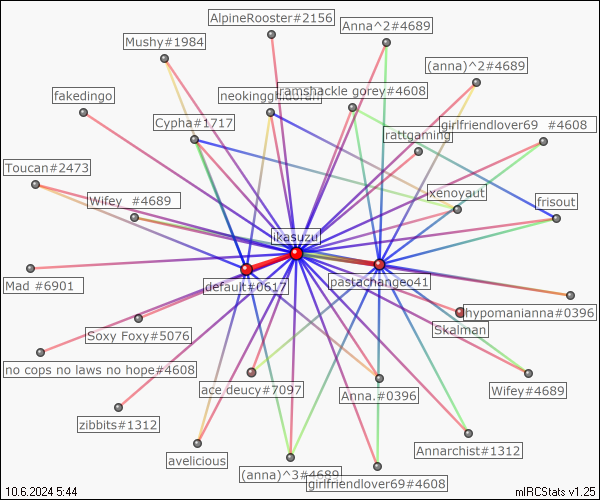 AlpineRooster#2156
Anna^2#4689
Mushy#1984
(anna)^2#4689
fakedingo
ramshackle gorey#4608
Cypha#1717
girlfriendlover69 #4608
rattgaming
Toucan#2473
Wifey #4689
xenoyaut
frisout
ikasuzu
Mad #6901
default#0617
pastachangeo41
hypomanianna#0396
Soxy Foxy#5076
Skalman
no cops no laws no hope#4608
ace.deucy#7097
Anna.#0396
Wifey#4689
zibbits#1312
Annarchist#1312
avelicious
(anna)^3#4689
girlfriendlover69#4608
10.6.2024 5:44
mIRCStats v1.25